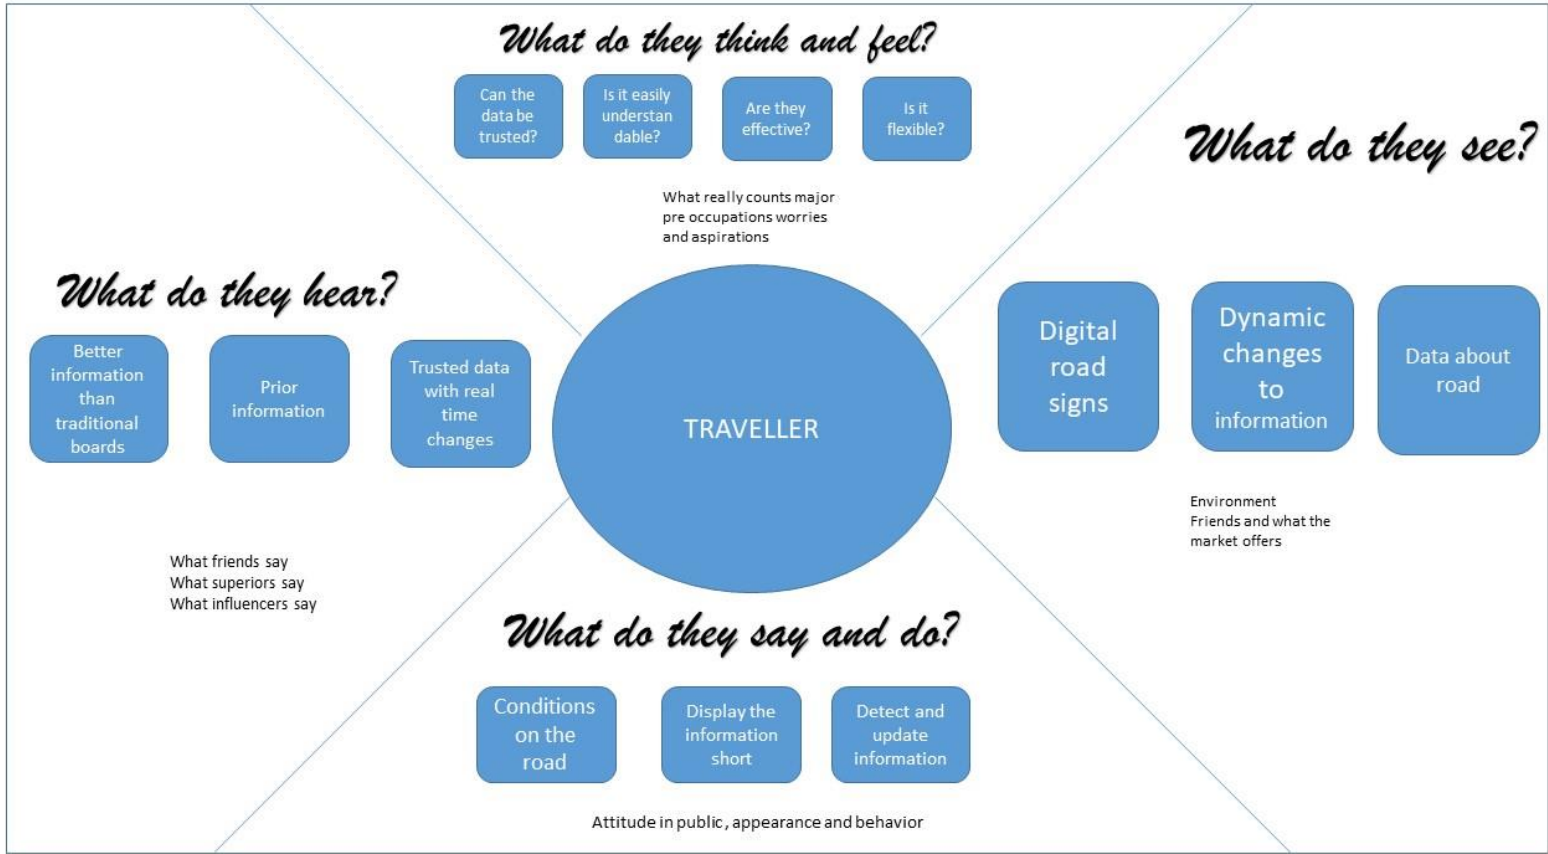 What do they think and feel?
Can the
data be
trusted?
Is it easily
understan
dable?
Are they
effective?
Is it
flexible?
What really counts major
pre occupations worries
and aspirations
What do they see?
Digital
road
signs
Dynamic
changes
to
information
Data about
road
Environment
Friends and what the
market offers
What do they hear?
Better
information
than
traditional
boards
Prior
information
Trusted data
with real
time
changes
What friends say
What superiors say
What influencers say
TRAVELLER
What do they say and do?
Conditions
on the
road
Display the
information
short
Detect and
update
information
Attitude in public, appearance and behavior